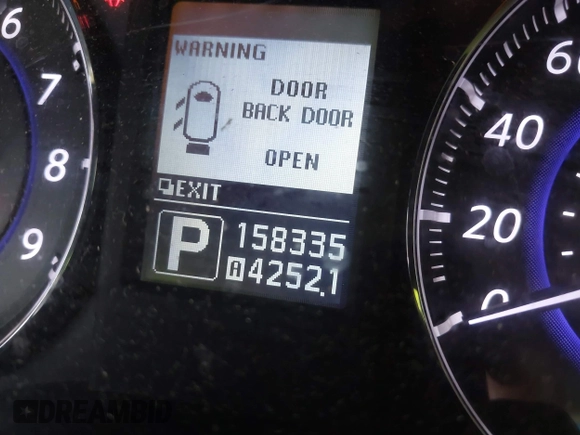 6
7
8
9
WARNING
DOOR
BACK DOOR
OPEN
EXIT
P
158335
A 4252.1
60
40
20
0
DREAMBID